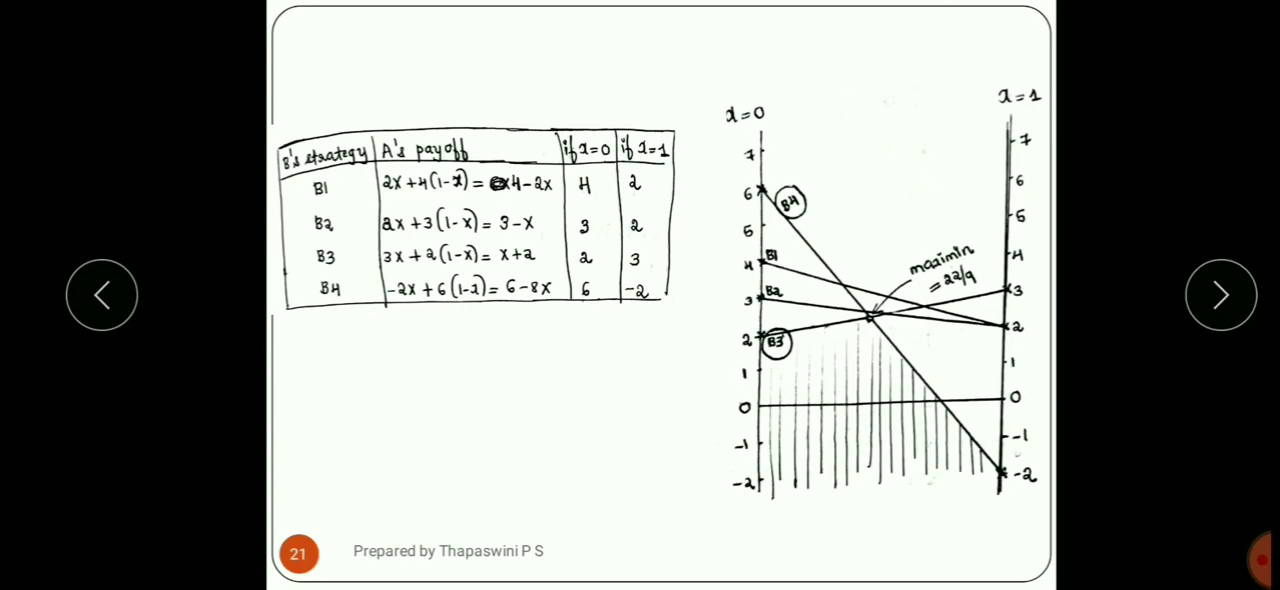 B's strategy A's payoff if x=0 if x=1
B1 2x+4(1-x)= 4-2x 4 2
B2 2x+3(1-x)= 3-x 3 2
B3 3x+2(1-x)= x+2 2 3
B4 -2x+6(1-x)= 6-8x 6 -2
x=0
x=1
7
6
5
4
3
2
1
0
-1
-2
B4
B1
B2
B3
maximin
= 22/9
7
6
5
4
3
2
1
0
-1
-2
21 Prepared by Thapaswini P S